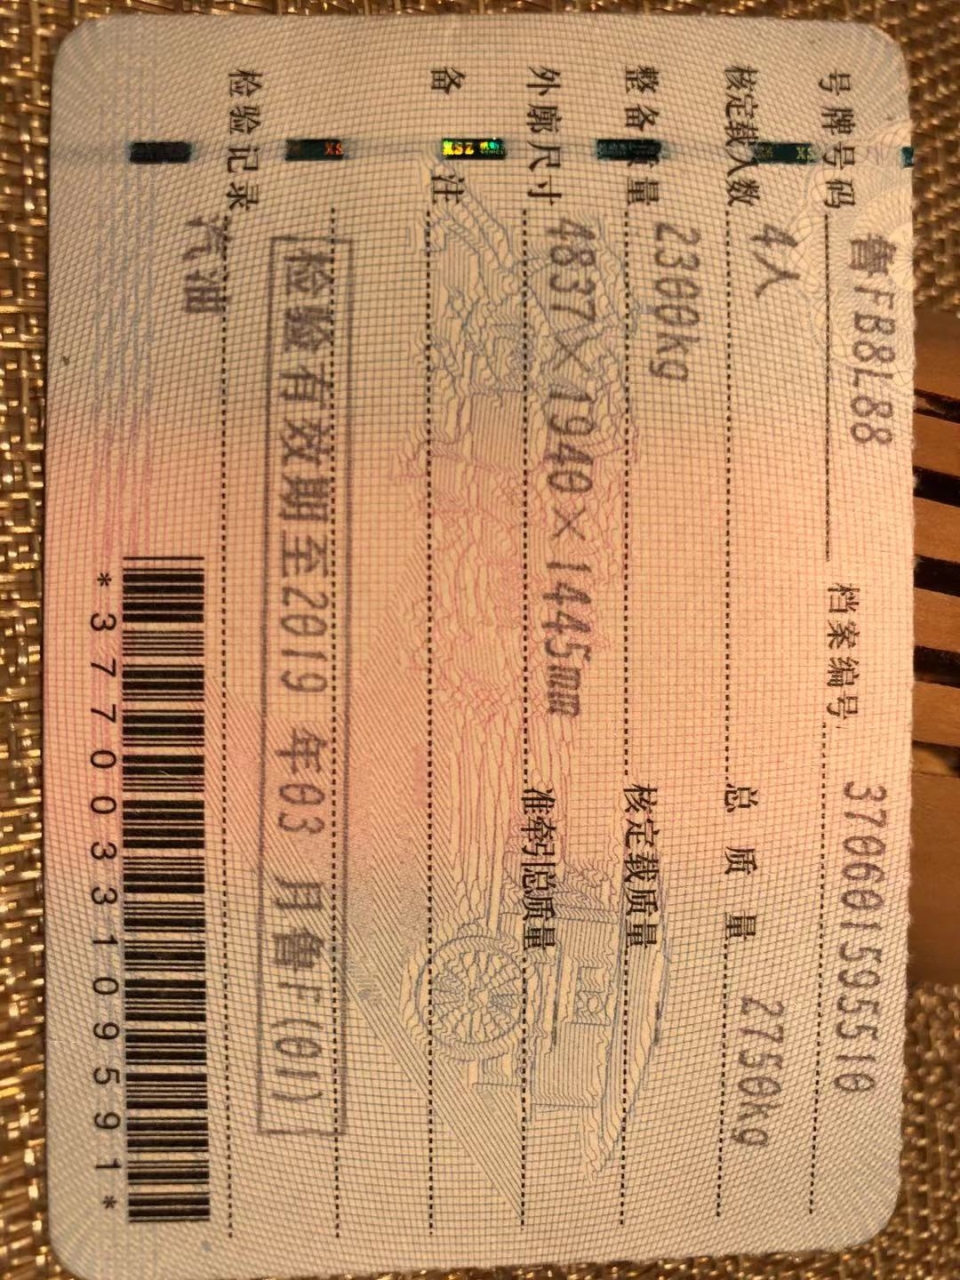 号牌号码 鲁FB8L88 档案编号 370600159551​0
核定载人数 4人 总质量 2750kg
整备质量 2300kg 核定载质量
外廓尺寸 4837×1940×1445mm 准牵引总质量
备注
检验有效期至2019年03月鲁F(01)
检验记录
汽油
*3770033109591*